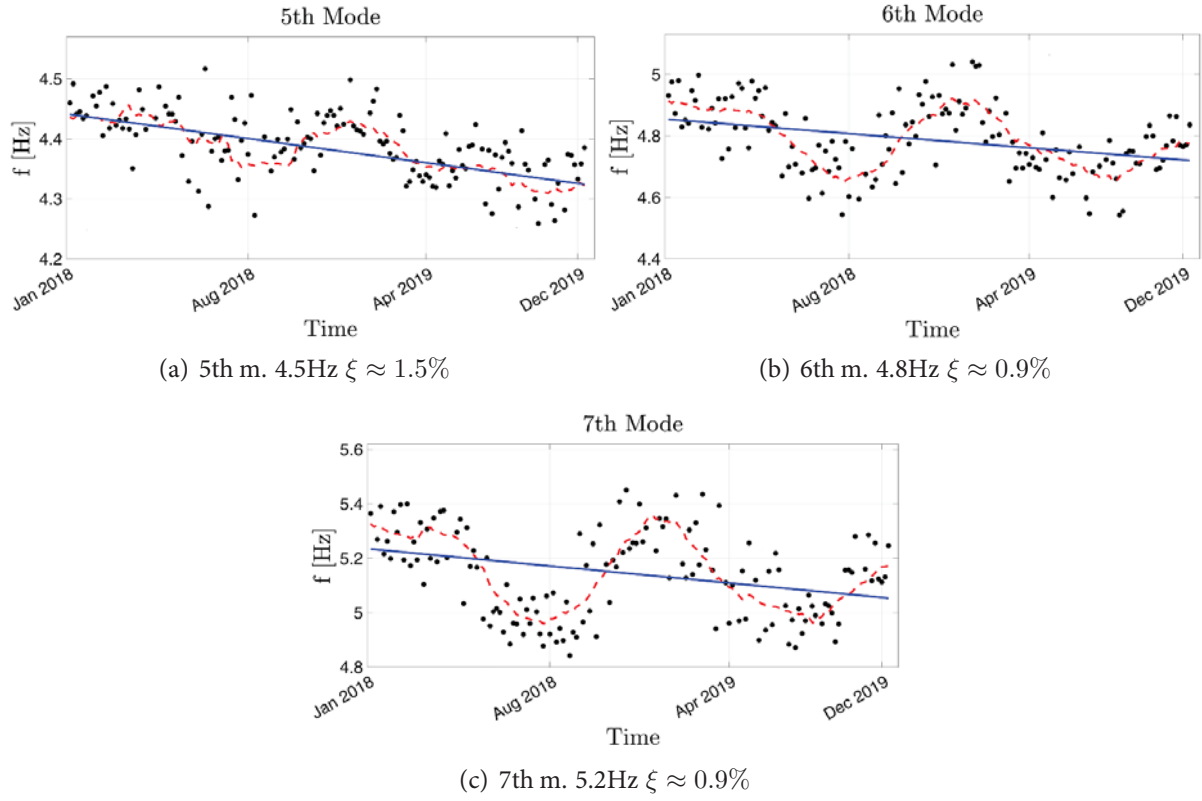 5th Mode
f [Hz]
4.5
4.4
4.3
4.2
Jan 2018
Aug 2018
Apr 2019
Dec 2019
Time
(a) 5th m. 4.5Hz ξ ≈ 1.5%
6th Mode
f [Hz]
5
4.8
4.6
4.4
Jan 2018
Aug 2018
Apr 2019
Dec 2019
Time
(b) 6th m. 4.8Hz ξ ≈ 0.9%
7th Mode
f [Hz]
5.6
5.4
5.2
5
4.8
Jan 2018
Aug 2018
Apr 2019
Dec 2019
Time
(c) 7th m. 5.2Hz ξ ≈ 0.9%